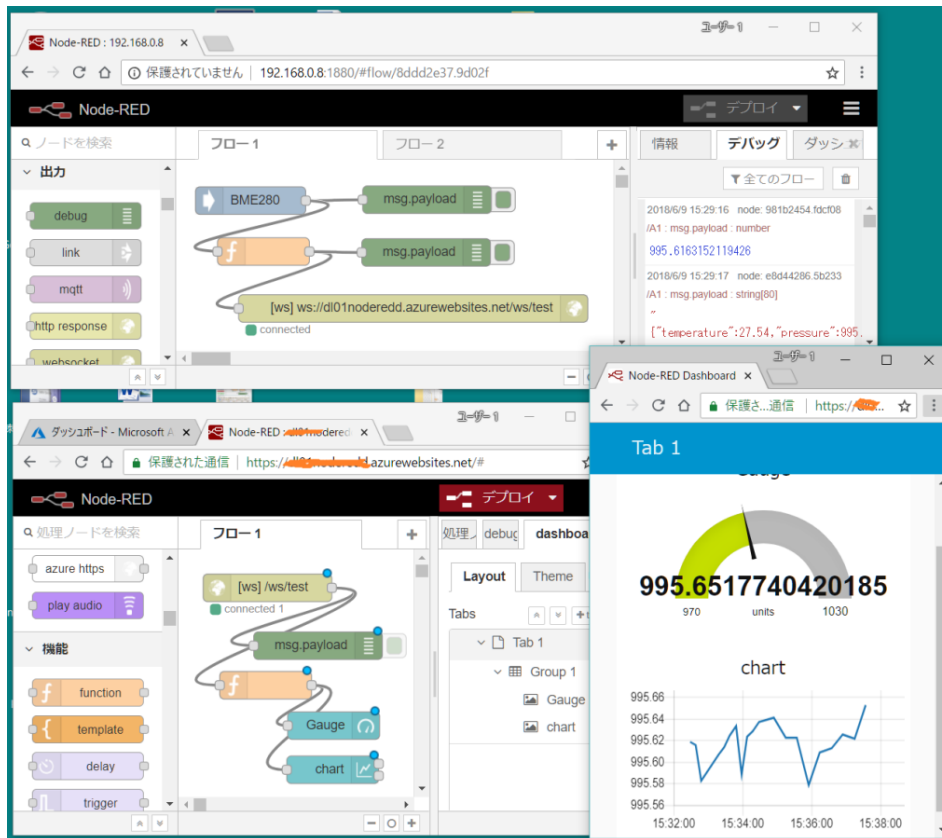 ユーザー 1
Node-RED : 192.168.0.8
保護されていません | 192.168.0.8:1880/#flow/8ddd2e37.9d02f
Node-RED
デプロイ
ノードを検索
フロー 1
フロー 2
情報
デバッグ
ダッシ
出力
全てのフロー
debug
link
mqtt
http response
websocket
BME280
msg.payload
f
msg.payload
[ws] ws://dl01noderedd.azurewebsites.net/ws/test
connected
2018/6/9 15:29:16 node: 981b2454.fdcf08
/A1 : msg.payload : number
995.6163152119426
2018/6/9 15:29:17 node: e8d44286.5b233
/A1 : msg.payload : string[80]
"
["temperature":27.54,"pressure":995.
ユーザー 1
ダッシュボード - Microsoft A
Node-RED :
保護された通信 | https://
.azurewebsites.net/#
Node-RED
デプロイ
処理ノードを検索
フロー 1
debug
dashboa
azure https
play audio
機能
function
template
delay
trigger
[ws] /ws/test
connected 1
msg.payload
f
Gauge
chart
Layout
Theme
Tabs
Tab 1
Group 1
Gauge
chart
ユーザー 1
Node-RED Dashboard
保護さ...通信 | https://
Tab 1
Gauge
995.6517740420185
970
units
1030
chart
995.66
995.64
995.62
995.60
995.58
995.56
15:32:00
15:34:00
15:36:00
15:38:00